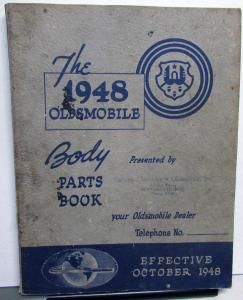 The
1948
OLDSMOBILE
Body
PARTS
BOOK
Presented by
your Oldsmobile Dealer
Telephone No.
EFFECTIVE
OCTOBER 1948